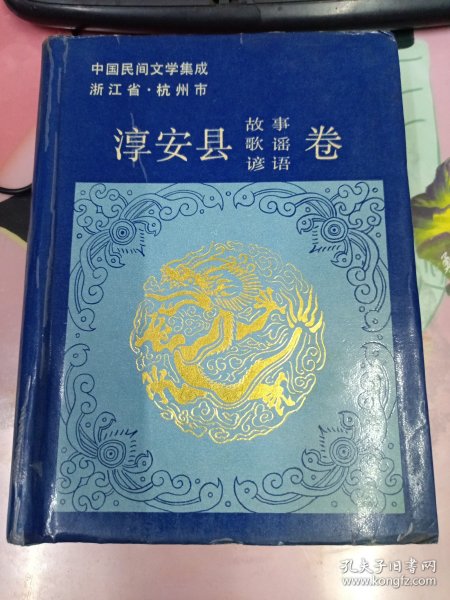 中国民间文学集成
浙江省·杭州市
淳安县 故事 歌谣 谚语 卷
孔夫子旧书网
www.kongfz.com